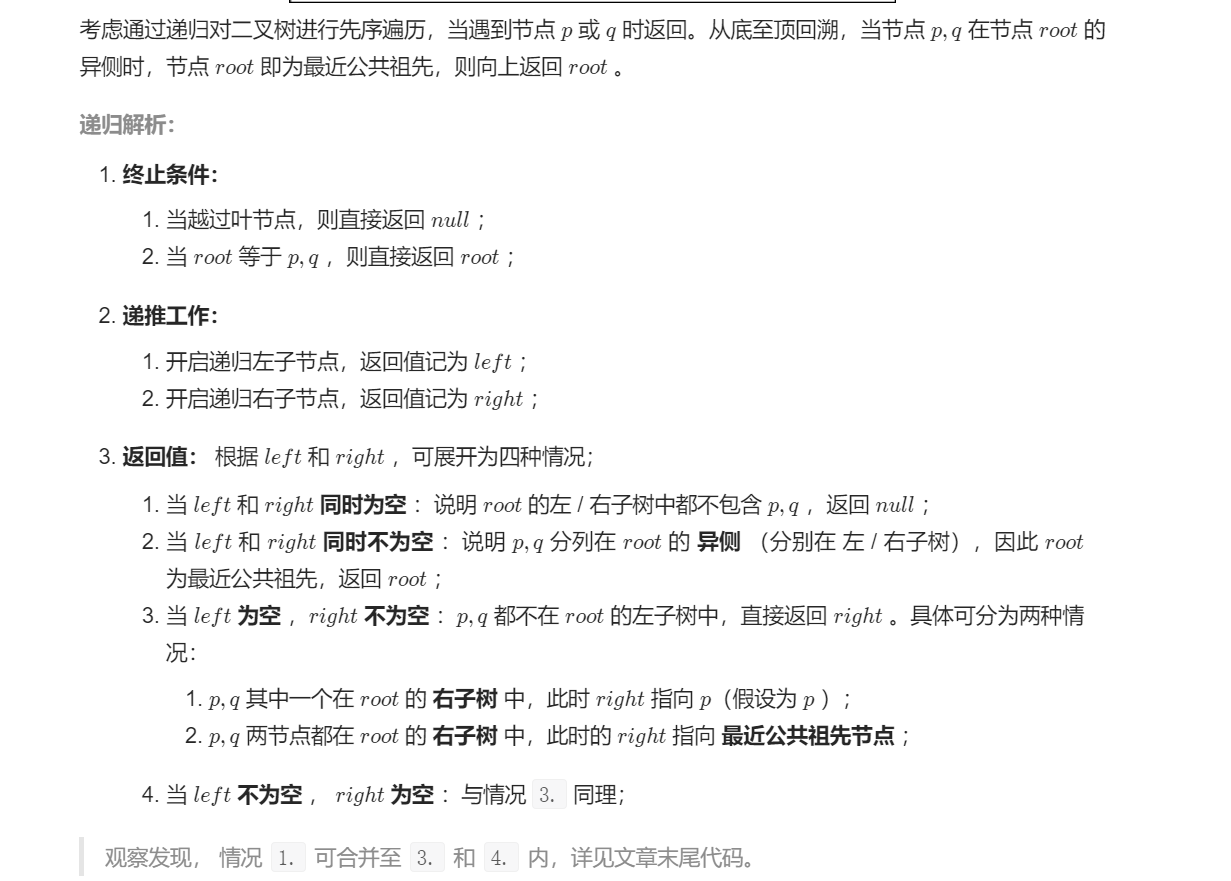 考虑通过递归对二叉树进行先序遍历，当遇到节点 p 或 q 时返回。从底至顶回溯，当节点 p, q 在节点 root 的
异侧时，节点 root 即为最近公共祖先，则向上返回 root 。
递归解析：
1. 终止条件：
1. 当越过叶节点，则直接返回 null ；
2. 当 root 等于 p, q ，则直接返回 root ；
2. 递推工作：
1. 开启递归左子节点，返回值记为 left ；
2. 开启递归右子节点，返回值记为 right ；
3. 返回值： 根据 left 和 right ，可展开为四种情况；
1. 当 left 和 right 同时为空 ：说明 root 的左 / 右子树中都不包含 p, q ，返回 null ；
2. 当 left 和 right 同时不为空 ：说明 p, q 分列在 root 的 异侧 （分别在 左 / 右子树），因此 root
为最近公共祖先，返回 root ；
3. 当 left 为空 ，right 不为空 ：p, q 都不在 root 的左子树中，直接返回 right 。具体可分为两种情
况：
1. p, q 其中一个在 root 的 右子树 中，此时 right 指向 p（假设为 p ）；
2. p, q 两节点都在 root 的 右子树 中，此时的 right 指向 最近公共祖先节点 ；
4. 当 left 不为空 ， right 为空 ：与情况 3. 同理；
观察发现， 情况 1. 可合并至 3. 和 4. 内，详见文章末尾代码。